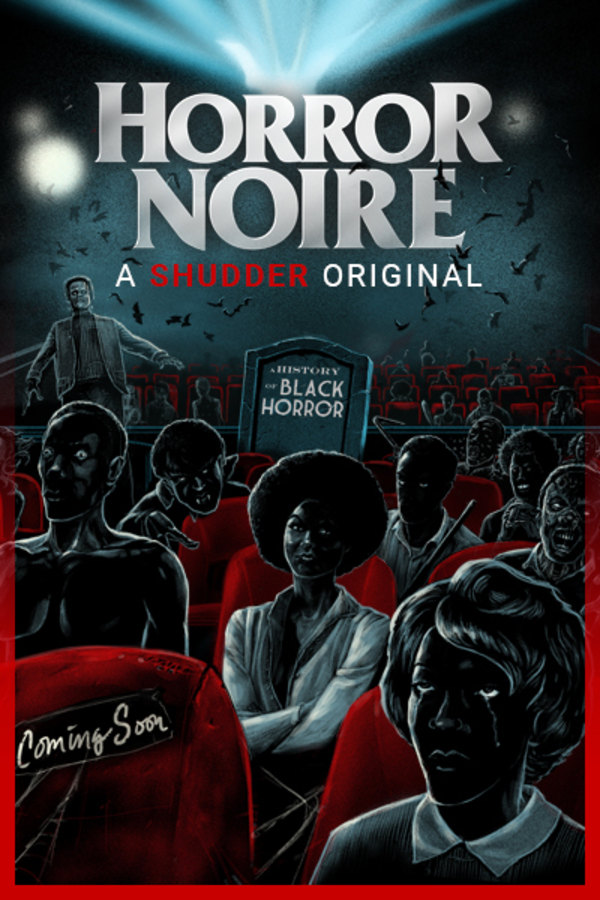 HORROR
NOIRE
A SHUDDER ORIGINAL
A HISTORY
OF BLACK
HORROR
Coming Soon